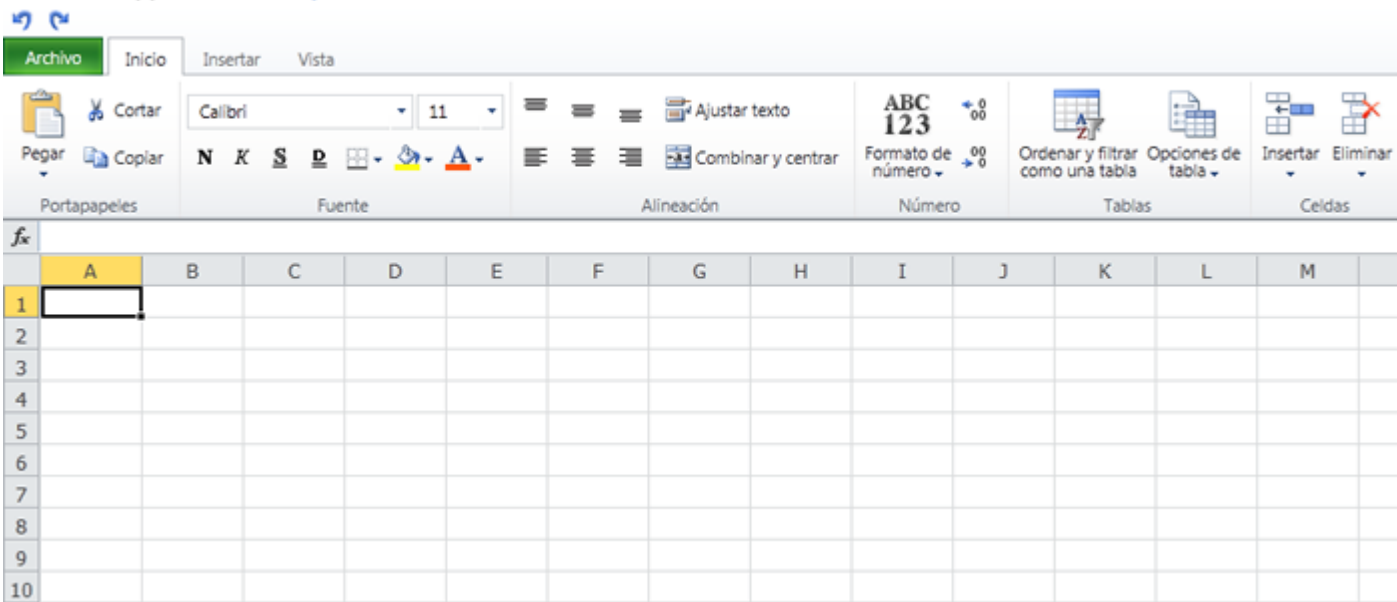 Archivo Inicio Insertar Vista
Pegar Cortar Copiar
Calibri 11
N K S D A
Ajustar texto
Combinar y centrar
ABC 123
Formato de número
Ordenar y filtrar como una tabla
Opciones de tabla
Insertar Eliminar
Portapapeles Fuente Alineación Número Tablas Celdas
fx
A B C D E F G H I J K L M
1
2
3
4
5
6
7
8
9
10